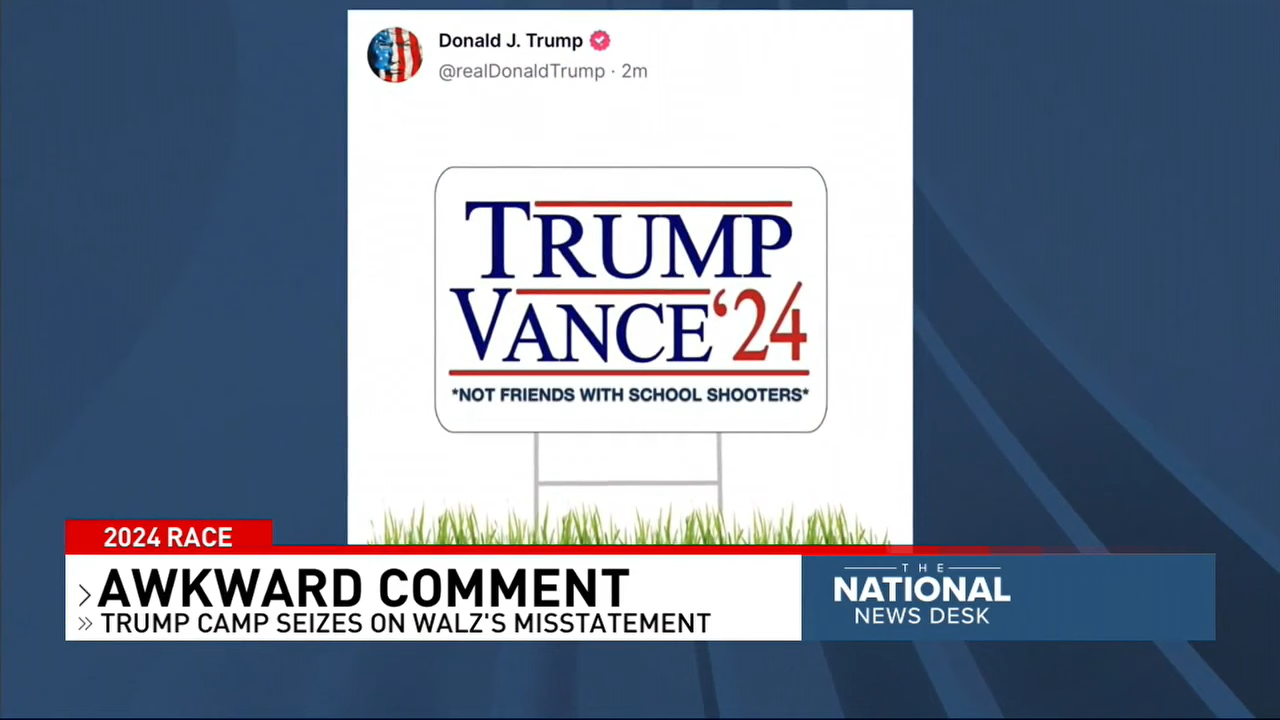 Donald J. Trump
@realDonaldTrump · 2m
TRUMP
VANCE '24
*NOT FRIENDS WITH SCHOOL SHOOTERS*
2024 RACE
AWKWARD COMMENT
TRUMP CAMP SEIZES ON WALZ'S MISSTATEMENT
THE
NATIONAL
NEWS DESK